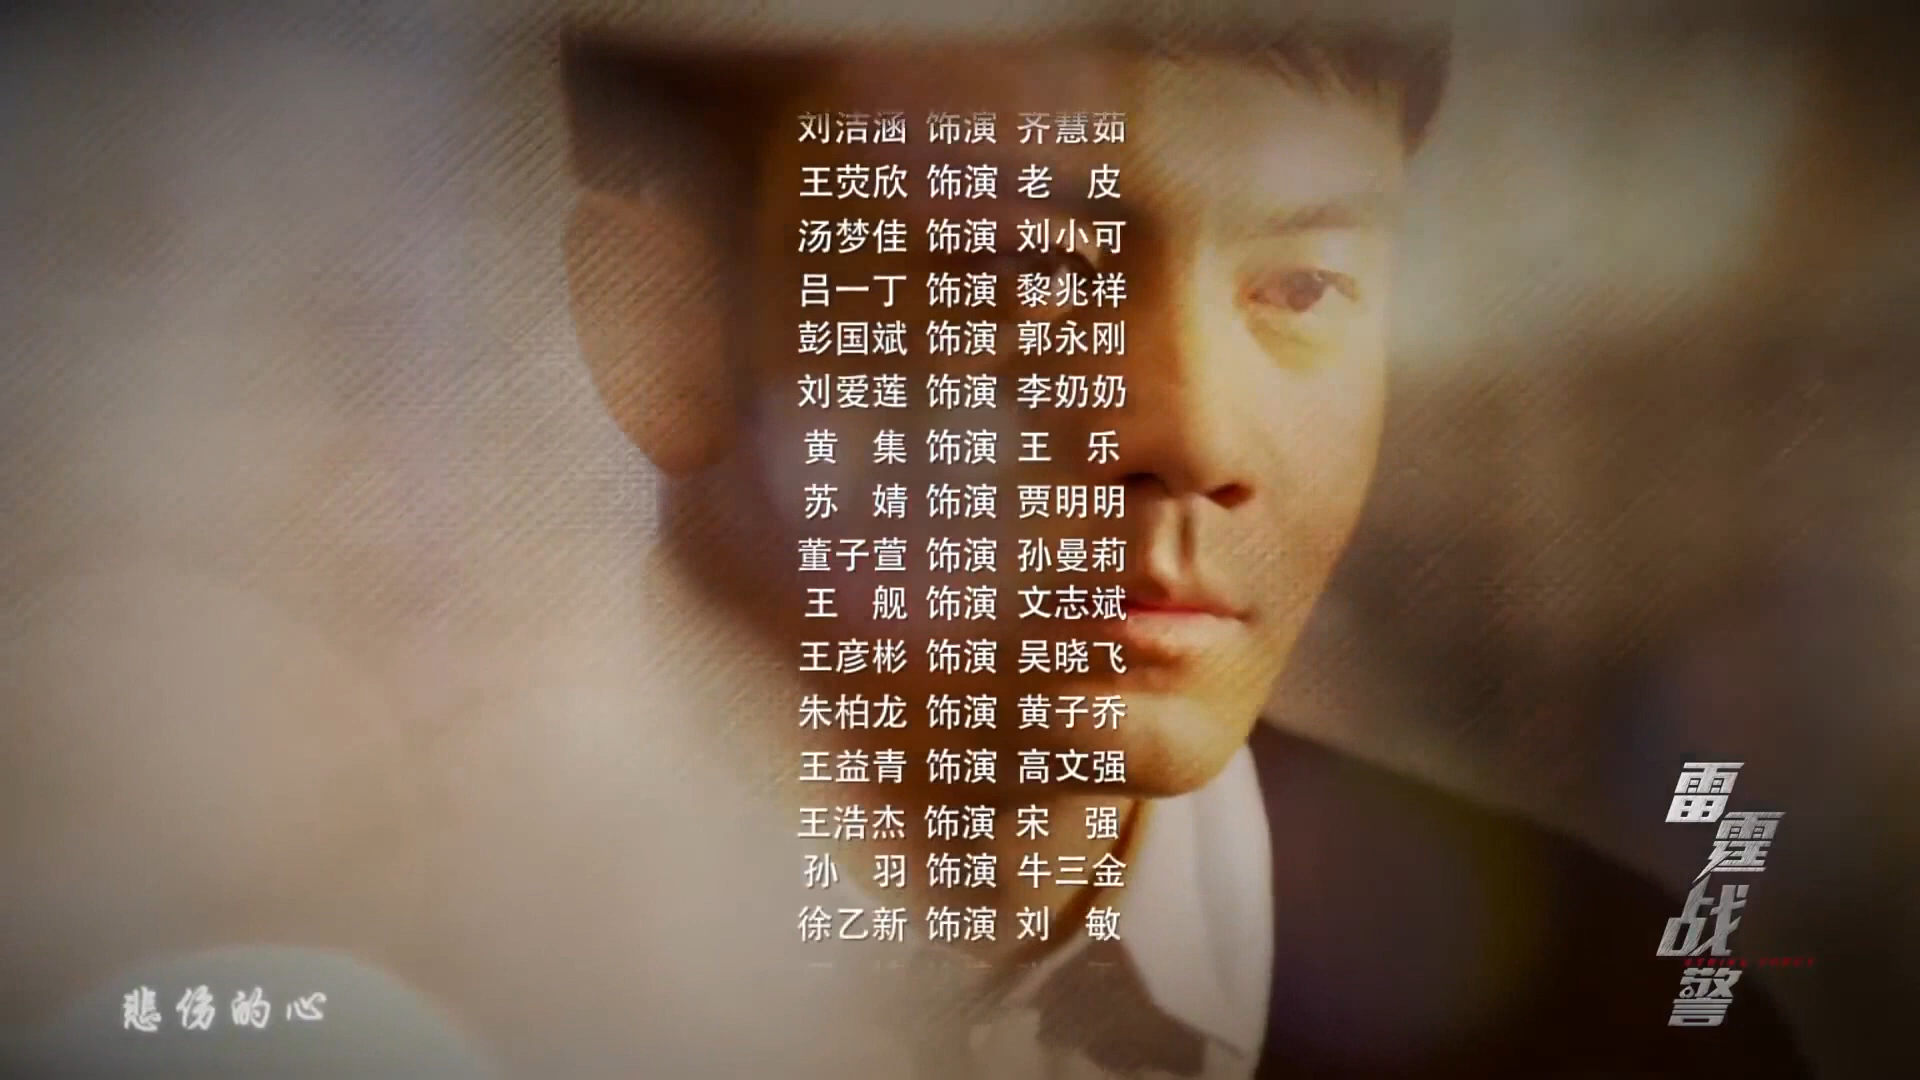 刘洁涵 饰演 齐慧茹
王荧欣 饰演 老 皮
汤梦佳 饰演 刘小可
吕一丁 饰演 黎兆祥
彭国斌 饰演 郭永刚
刘爱莲 饰演 李奶奶
黄 集 饰演 王 乐
苏 婧 饰演 贾明明
董子萱 饰演 孙曼莉
王 舰 饰演 文志斌
王彦彬 饰演 吴晓飞
朱柏龙 饰演 黄子乔
王益青 饰演 高文强
王浩杰 饰演 宋 强
孙 羽 饰演 牛三金
徐乙新 饰演 刘 敏
悲伤的心
雷霆战警